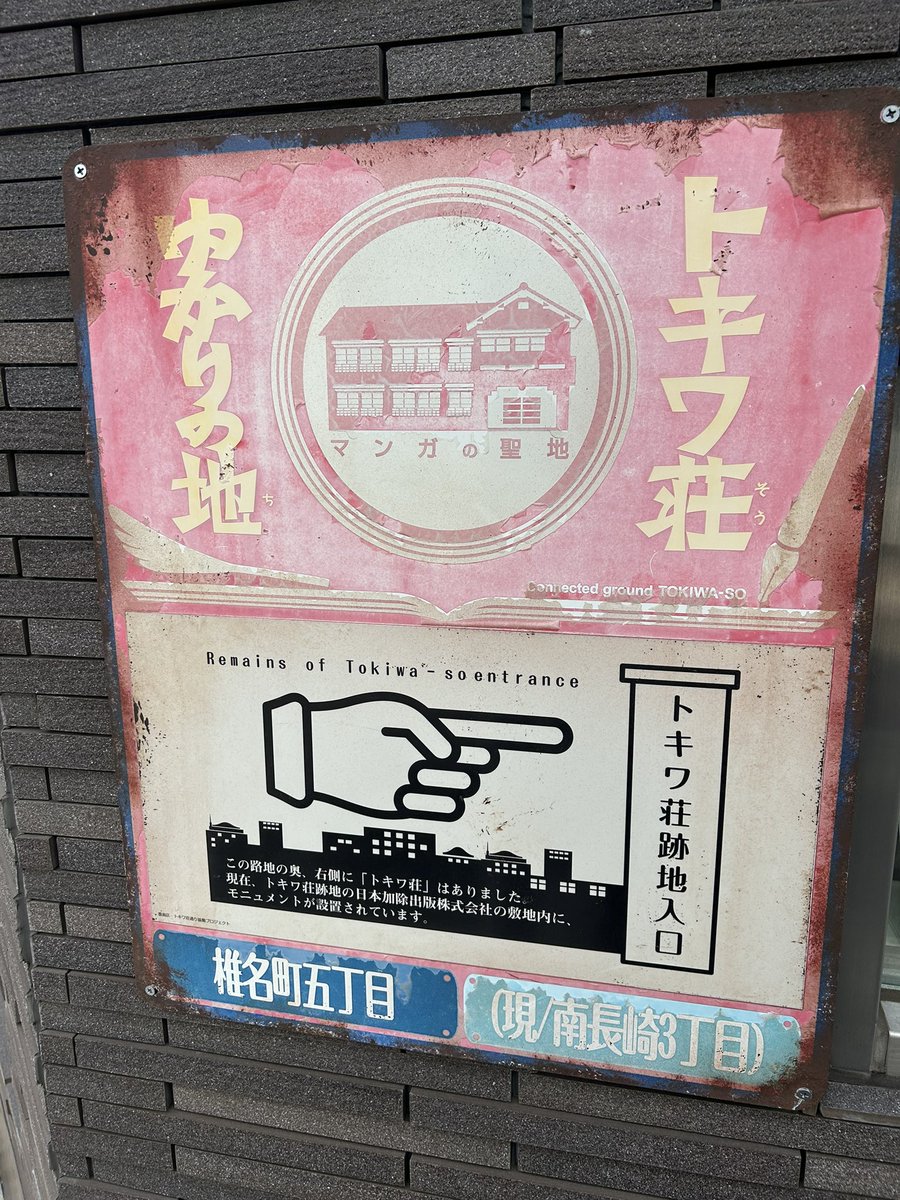 トキワ荘
そう
ゆかりの地
ち
マンガの聖地
Connected ground TOKIWA-SO
Remains of Tokiwa-so entrance
トキワ荘跡地入口
この路地の奥、右側に「トキワ荘」はありました。
現在、トキワ荘跡地の日本加除出版株式会社の敷地内に、
モニュメントが設置されています。
椎名町五丁目
(現/南長崎3丁目)